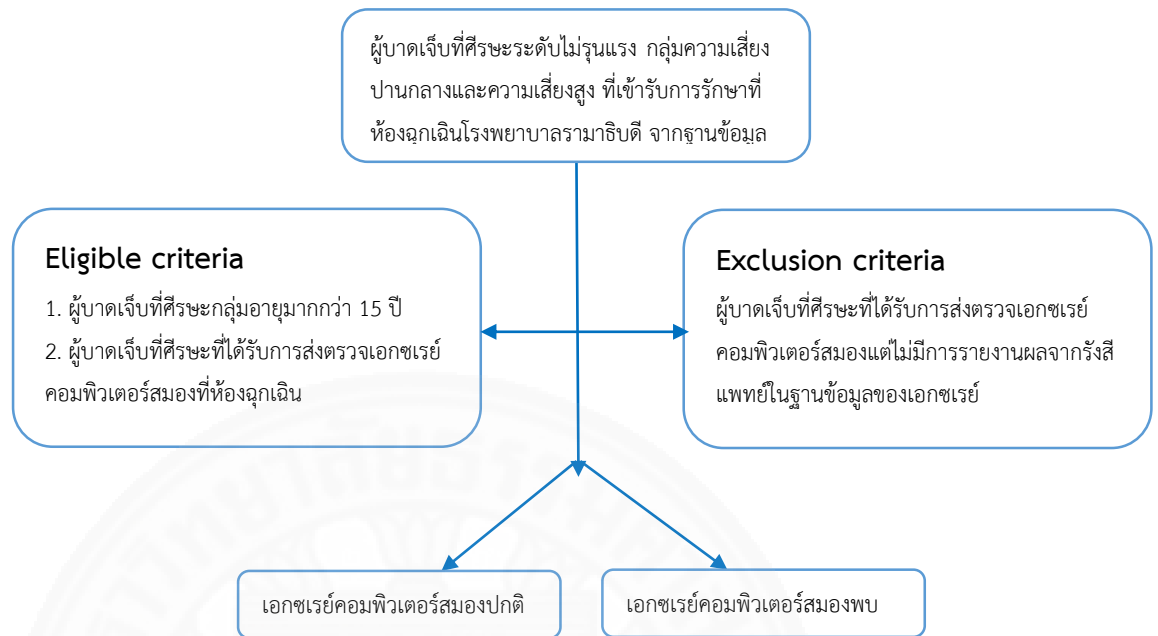 ผู้บาดเจ็บที่ศีรษะระดับไม่รุนแรง กลุ่มความเสี่ยง
ปานกลางและความเสี่ยงสูง ที่เข้ารับการรักษาที่
ห้องฉุกเฉินโรงพยาบาลรามาธิบดี จากฐานข้อมูล
Eligible criteria
1. ผู้บาดเจ็บที่ศีรษะกลุ่มอายุมากกว่า 15 ปี
2. ผู้บาดเจ็บที่ศีรษะที่ได้รับการส่งตรวจเอกซเรย์
คอมพิวเตอร์สมองที่ห้องฉุกเฉิน
Exclusion criteria
ผู้บาดเจ็บที่ศีรษะที่ได้รับการส่งตรวจเอกซเรย์
คอมพิวเตอร์สมองแต่ไม่มีการรายงานผลจากรังสี
แพทย์ในฐานข้อมูลของเอกซเรย์
เอกซเรย์คอมพิวเตอร์สมองปกติ
เอกซเรย์คอมพิวเตอร์สมองพบ